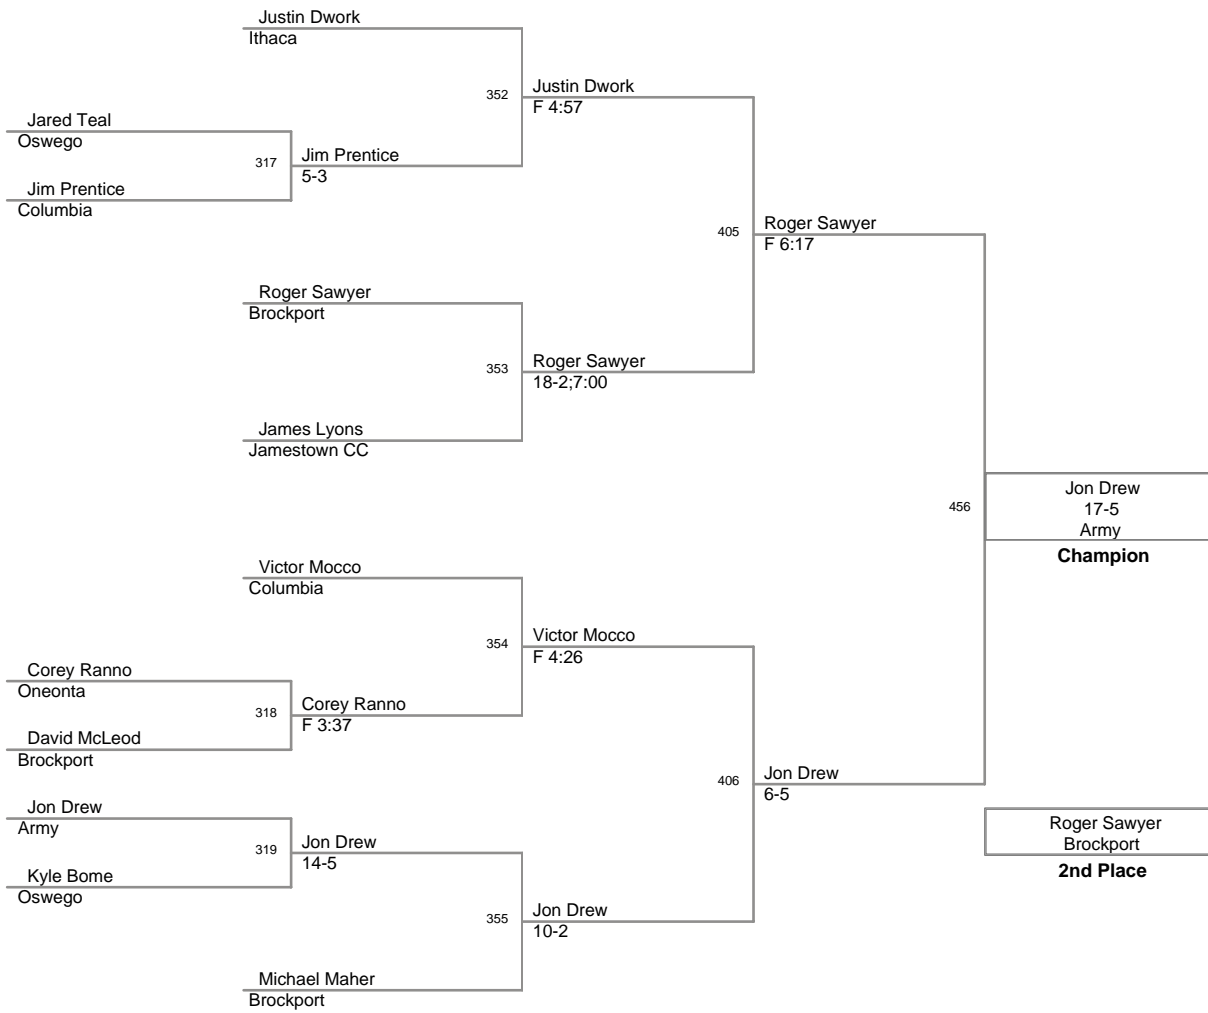 Justin Dwork
Ithaca
352
Justin Dwork
F 4:57
Jared Teal
Oswego
317
Jim Prentice
5-3
Jim Prentice
Columbia
405
Roger Sawyer
F 6:17
Roger Sawyer
Brockport
353
Roger Sawyer
18-2;7:00
James Lyons
Jamestown CC
456
Jon Drew
17-5
Army
Champion
Victor Mocco
Columbia
354
Victor Mocco
F 4:26
Corey Ranno
Oneonta
318
Corey Ranno
F 3:37
David McLeod
Brockport
406
Jon Drew
6-5
Jon Drew
Army
319
Jon Drew
14-5
Kyle Bome
Oswego
Roger Sawyer
Brockport
2nd Place
355
Jon Drew
10-2
Michael Maher
Brockport